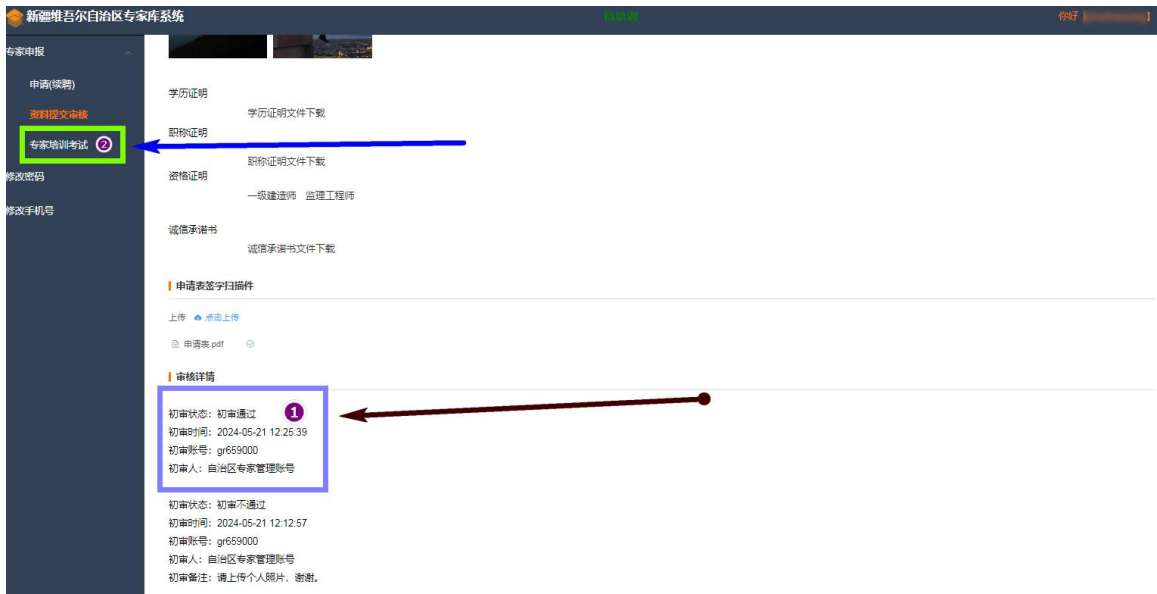 新疆维吾尔自治区专家库系统
待培训
你好
专家申报
申请(续聘)
资料提交审核
专家培训考试 2
修改密码
修改手机号
学历证明
学历证明文件下载
职称证明
职称证明文件下载
资格证明
一级建造师 监理工程师
诚信承诺书
诚信承诺书文件下载
申请表签字扫描件
上传 点击上传
申请表.pdf
审核详情
初审状态：初审通过 1
初审时间：2024-05-21 12:25:39
初审账号：gr659000
初审人：自治区专家管理账号
初审状态：初审不通过
初审时间：2024-05-21 12:12:57
初审账号：gr659000
初审人：自治区专家管理账号
初审备注：请上传个人照片，谢谢。